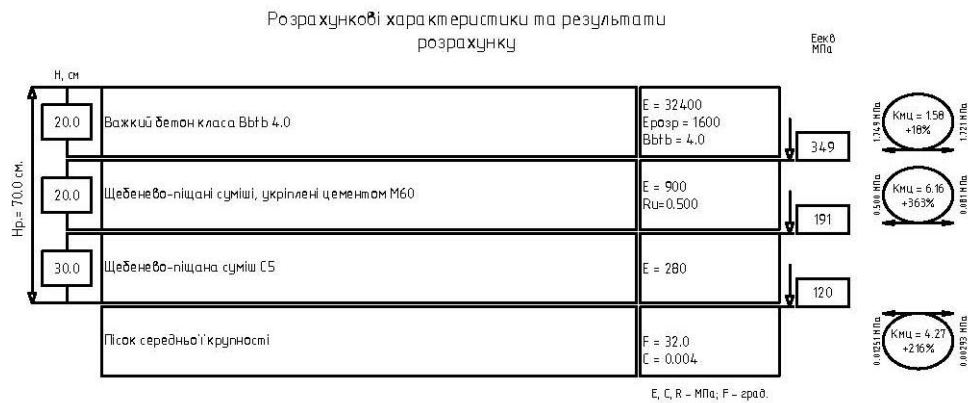 Розрахункові характеристики та результати
розрахунку
Еекв
МПа
Н, см
Нр.= 70.0 см.
20.0
Важкий бетон класа Bbtb 4.0
E = 32400
Eрозр = 1600
Bbtb = 4.0
349
1.749 МПа
Кмц = 1.58
+18%
1.721 МПа
20.0
Щебенево-піщані суміші, укріплені цементом М60
E = 900
Ru=0.500
191
0.500 МПа
Кмц = 6.16
+363%
0.081 МПа
30.0
Щебенево-піщана суміш С5
E = 280
120
Пісок середньої крупності
F = 32.0
C = 0.004
0.01251 МПа
Кмц = 4.27
+216%
0.00293 МПа
E, C, R – МПа; F – град.